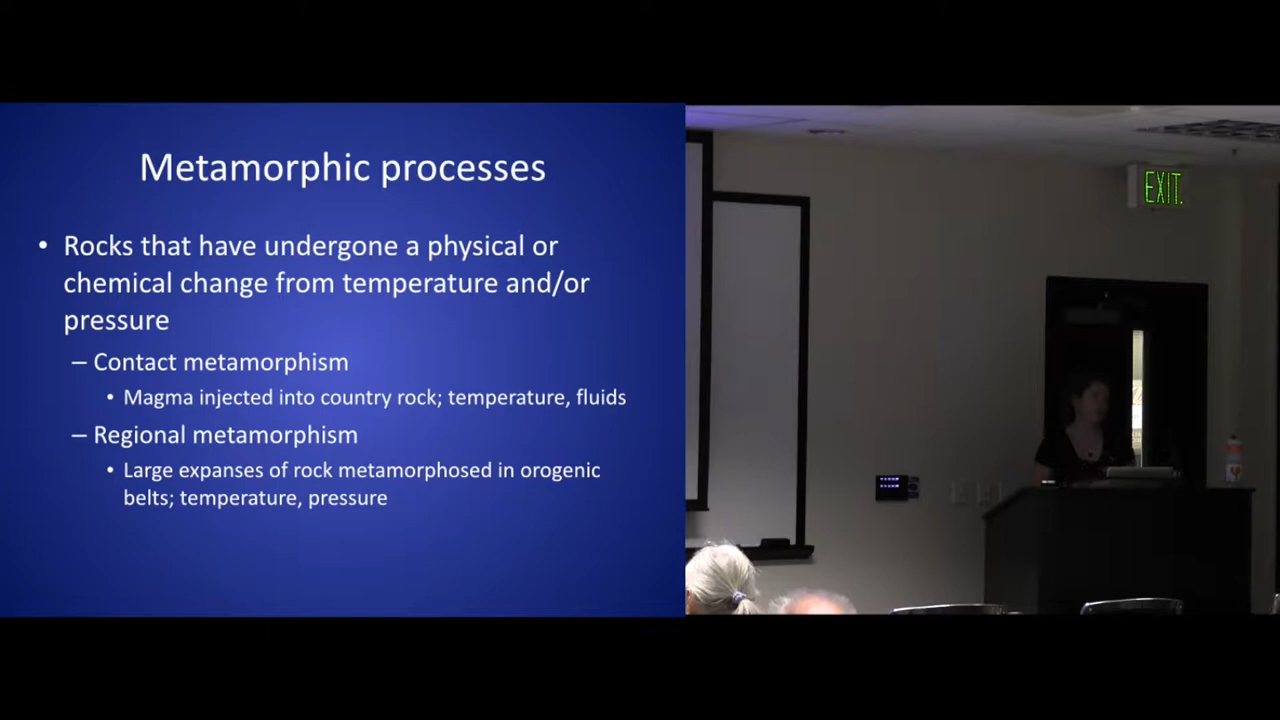 Metamorphic processes
• Rocks that have undergone a physical or
chemical change from temperature and/or
pressure
– Contact metamorphism
• Magma injected into country rock; temperature, fluids
– Regional metamorphism
• Large expanses of rock metamorphosed in orogenic
belts; temperature, pressure
EXIT